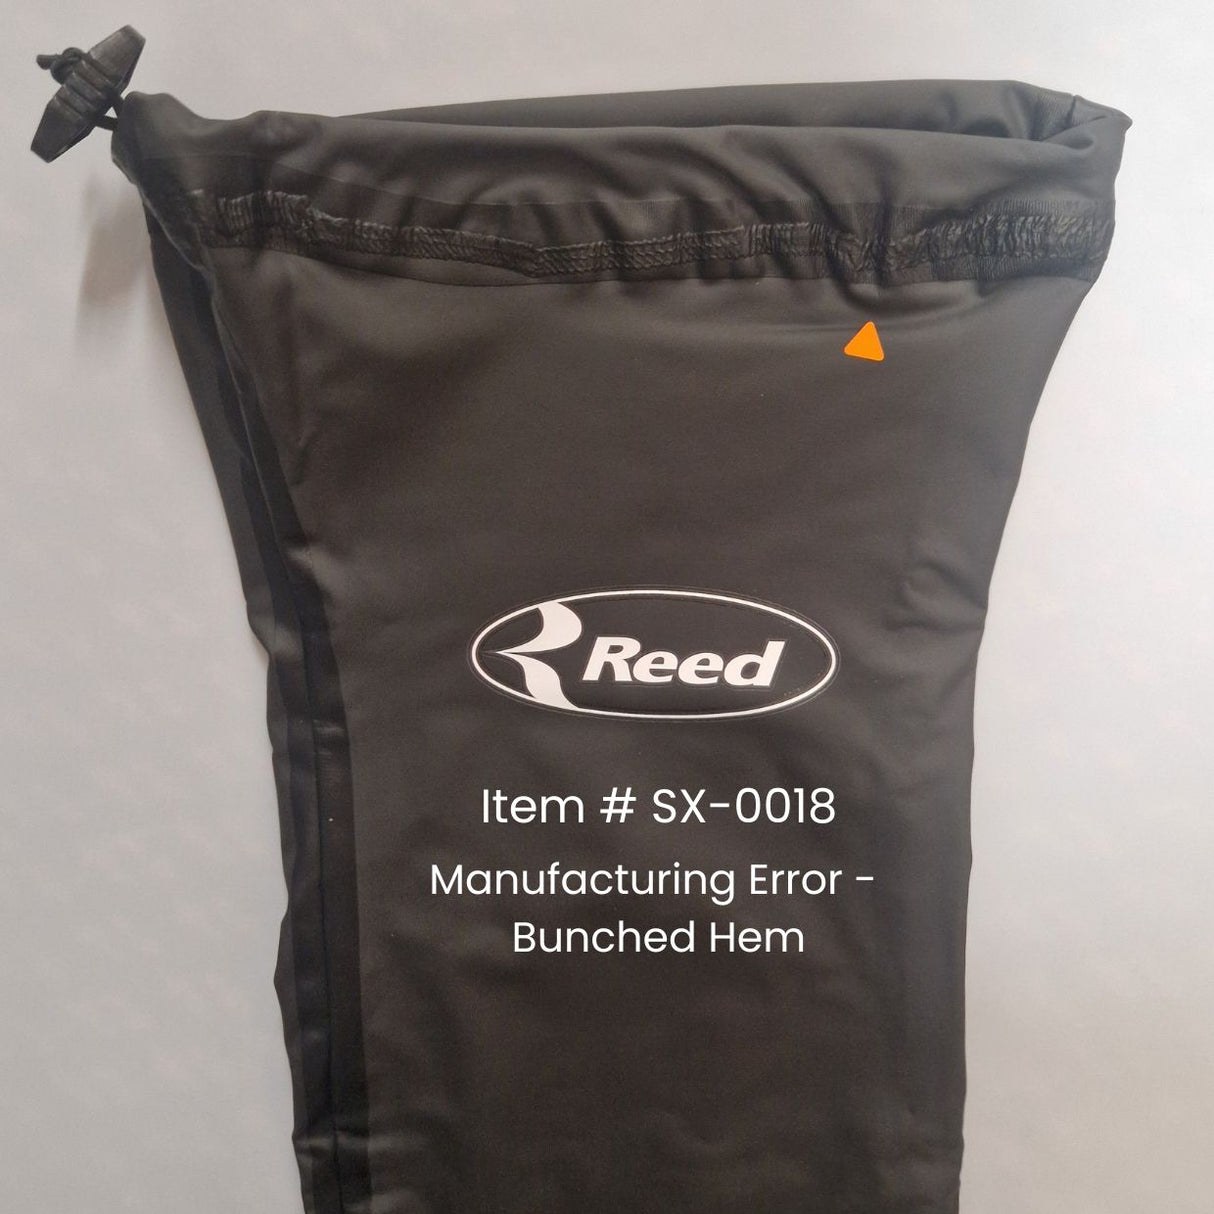 Reed
Item # SX-0018
Manufacturing Error -
Bunched Hem